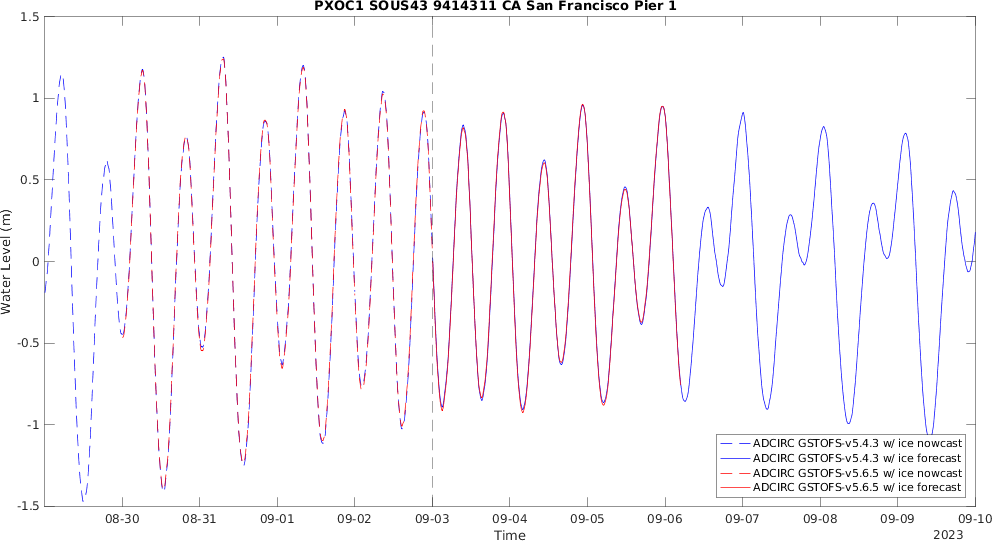 PXOC1 SOUS43 9414311 CA San Francisco Pier 1
1.5
1
0.5
0
-0.5
-1
-1.5
Water Level (m)
08-30 08-31 09-01 09-02 09-03 09-04 09-05 09-06 09-07 09-08 09-09 09-10
Time
2023
ADCIRC GSTOFS-v5.4.3 w/ ice nowcast
ADCIRC GSTOFS-v5.4.3 w/ ice forecast
ADCIRC GSTOFS-v5.6.5 w/ ice nowcast
ADCIRC GSTOFS-v5.6.5 w/ ice forecast